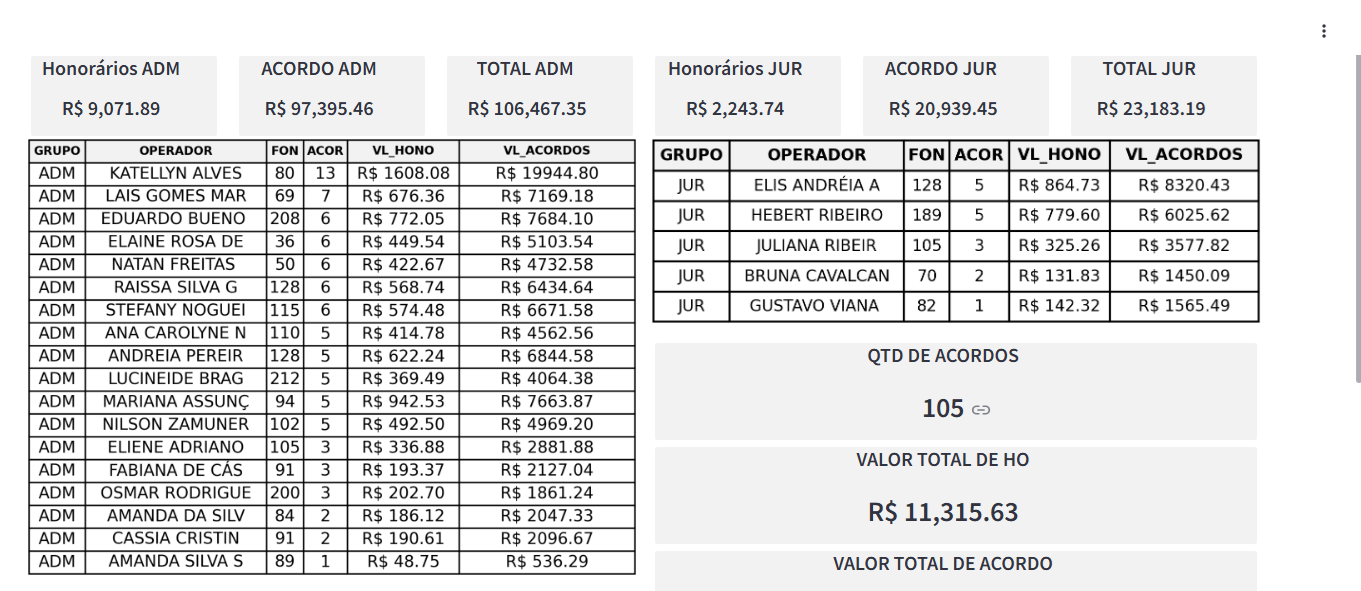 Honorários ADM
R$ 9,071.89
ACORDO ADM
R$ 97,395.46
TOTAL ADM
R$ 106,467.35
Honorários JUR
R$ 2,243.74
ACORDO JUR
R$ 20,939.45
TOTAL JUR
R$ 23,183.19
GRUPO OPERADOR FON ACOR VL_HONO VL_ACORDOS
ADM KATELLYN ALVES 80 13 R$ 1608.08 R$ 19944.80
ADM LAIS GOMES MAR 69 7 R$ 676.36 R$ 7169.18
ADM EDUARDO BUENO 208 6 R$ 772.05 R$ 7684.10
ADM ELAINE ROSA DE 36 6 R$ 449.54 R$ 5103.54
ADM NATAN FREITAS 50 6 R$ 422.67 R$ 4732.58
ADM RAISSA SILVA G 128 6 R$ 568.74 R$ 6434.64
ADM STEFANY NOGUEI 115 6 R$ 574.48 R$ 6671.58
ADM ANA CAROLYNE N 110 5 R$ 414.78 R$ 4562.56
ADM ANDREIA PEREIR 128 5 R$ 622.24 R$ 6844.58
ADM LUCINEIDE BRAG 212 5 R$ 369.49 R$ 4064.38
ADM MARIANA ASSUNÇ 94 5 R$ 942.53 R$ 7663.87
ADM NILSON ZAMUNER 102 5 R$ 492.50 R$ 4969.20
ADM ELIENE ADRIANO 105 3 R$ 336.88 R$ 2881.88
ADM FABIANA DE CÁS 91 3 R$ 193.37 R$ 2127.04
ADM OSMAR RODRIGUE 200 3 R$ 202.70 R$ 1861.24
ADM AMANDA DA SILV 84 2 R$ 186.12 R$ 2047.33
ADM CASSIA CRISTIN 91 2 R$ 190.61 R$ 2096.67
ADM AMANDA SILVA S 89 1 R$ 48.75 R$ 536.29
GRUPO OPERADOR FON ACOR VL_HONO VL_ACORDOS
JUR ELIS ANDRÉIA A 128 5 R$ 864.73 R$ 8320.43
JUR HEBERT RIBEIRO 189 5 R$ 779.60 R$ 6025.62
JUR JULIANA RIBEIR 105 3 R$ 325.26 R$ 3577.82
JUR BRUNA CAVALCAN 70 2 R$ 131.83 R$ 1450.09
JUR GUSTAVO VIANA 82 1 R$ 142.32 R$ 1565.49
QTD DE ACORDOS
105
VALOR TOTAL DE HO
R$ 11,315.63
VALOR TOTAL DE ACORDO